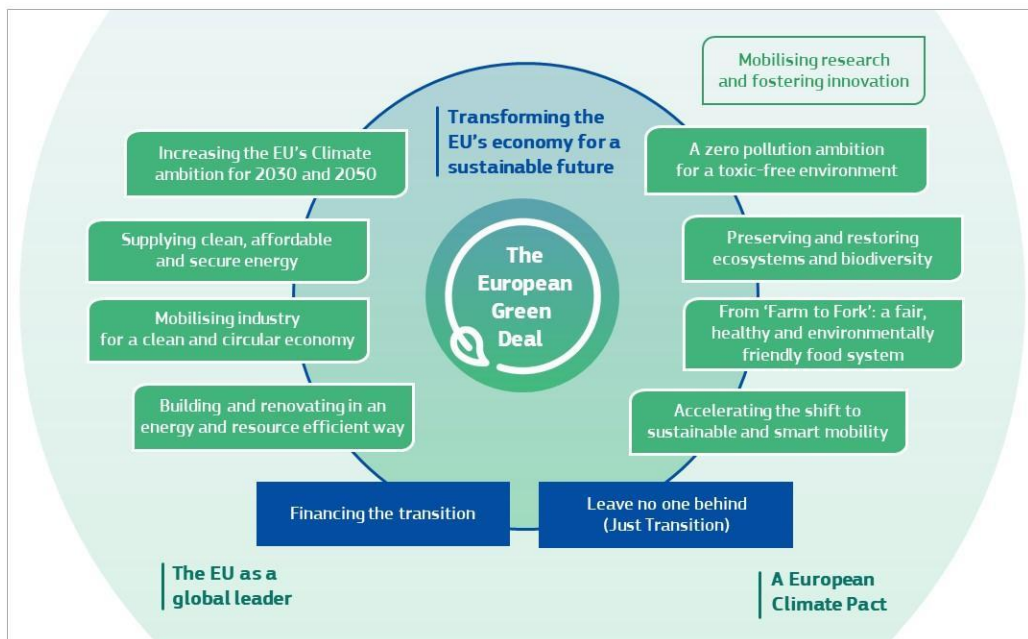 Mobilising research
and fostering innovation
Transforming the
EU's economy for a
sustainable future
Increasing the EU's Climate
ambition for 2030 and 2050
Supplying clean, affordable
and secure energy
Mobilising industry
for a clean and circular economy
Building and renovating in an
energy and resource efficient way
The
European
Green
Deal
A zero pollution ambition
for a toxic-free environment
Preserving and restoring
ecosystems and biodiversity
From ‘Farm to Fork’: a fair,
healthy and environmentally
friendly food system
Accelerating the shift to
sustainable and smart mobility
Financing the transition
Leave no one behind
(Just Transition)
The EU as a
global leader
A European
Climate Pact